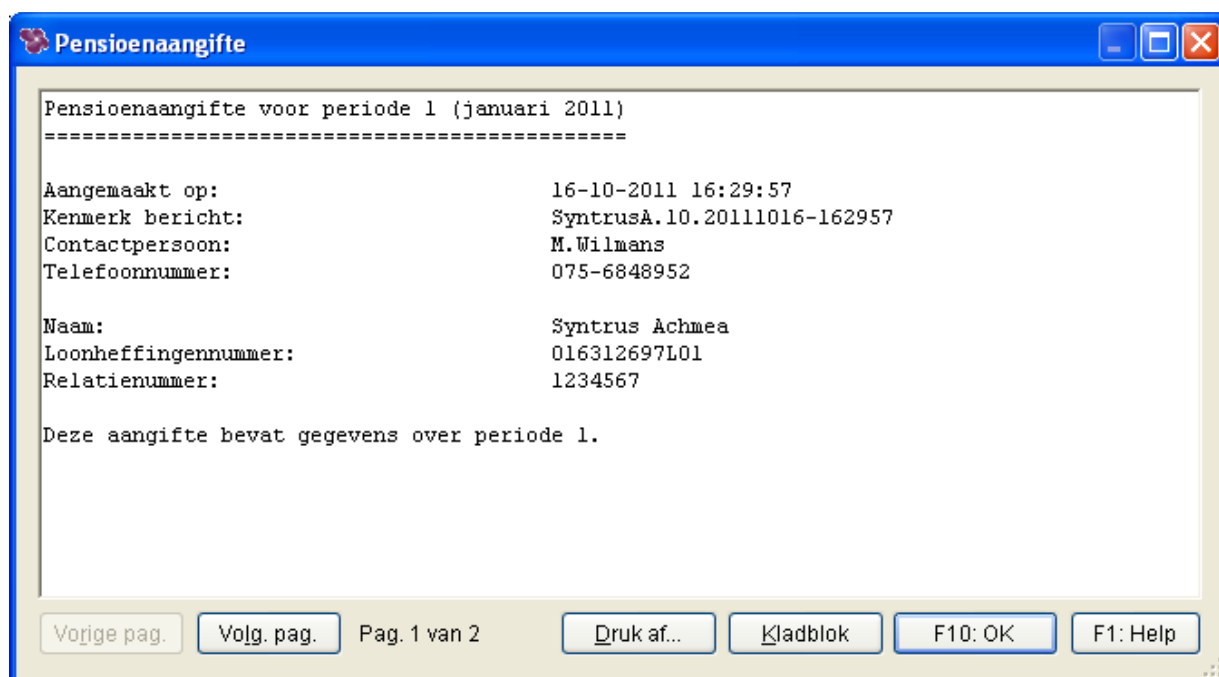 Pensioenaangifte
Pensioenaangifte voor periode 1 (januari 2011)
==============================================
Aangemaakt op: 16-10-2011 16:29:57
Kenmerk bericht: SyntrusA.10.20111016-162957
Contactpersoon: M.Wilmans
Telefoonnummer: 075-6848952
Naam: Syntrus Achmea
Loonheffingennummer: 016312697L01
Relatienummer: 1234567
Deze aangifte bevat gegevens over periode 1.
Vorige pag. Volg. pag. Pag. 1 van 2 Druk af... Kladblok F10: OK F1: Help